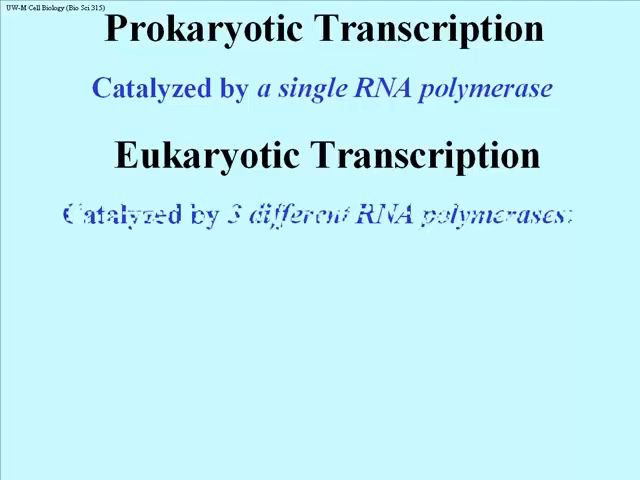 UW-M Cell Biology (Bio Sci 315)
Prokaryotic Transcription
Catalyzed by a single RNA polymerase
Eukaryotic Transcription
Catalyzed by 3 different RNA polymerases: